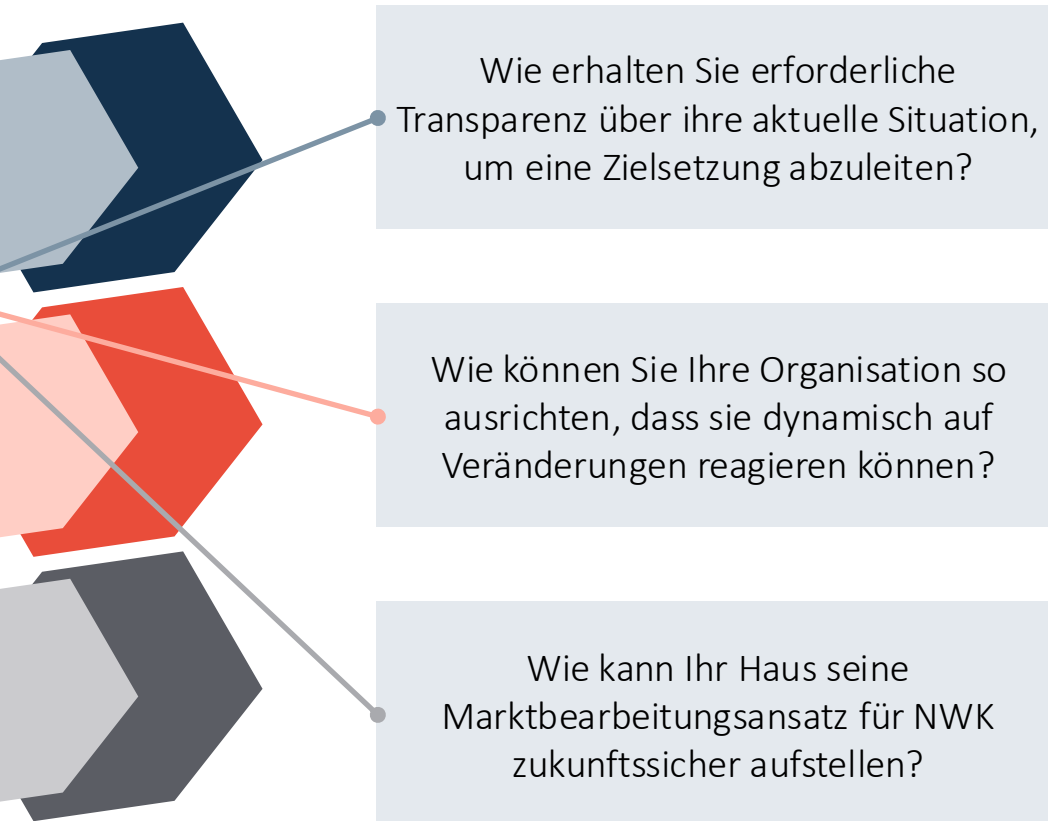 Wie erhalten Sie erforderliche
Transparenz über ihre aktuelle Situation,
um eine Zielsetzung abzuleiten?
Wie können Sie Ihre Organisation so
ausrichten, dass sie dynamisch auf
Veränderungen reagieren können?
Wie kann Ihr Haus seine
Marktbearbeitungsansatz für NWK
zukunftssicher aufstellen?